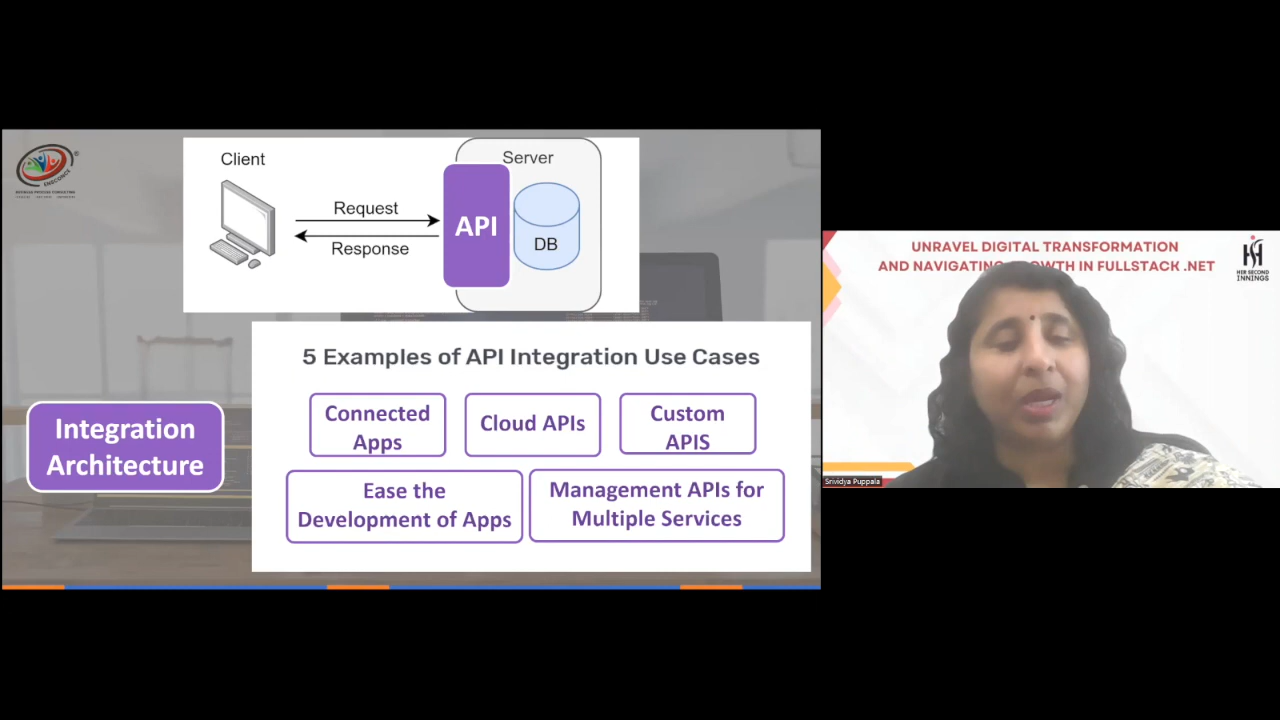 Client
Server
Request
Response
API
DB
5 Examples of API Integration Use Cases
Integration
Architecture
Connected
Apps
Cloud APIs
Custom
APIS
Ease the
Development of Apps
Management APIs for
Multiple Services
UNRAVEL DIGITAL TRANSFORMATION
AND NAVIGATING GROWTH IN FULLSTACK .NET
HER SECOND
INNINGS
Srividya Puppala